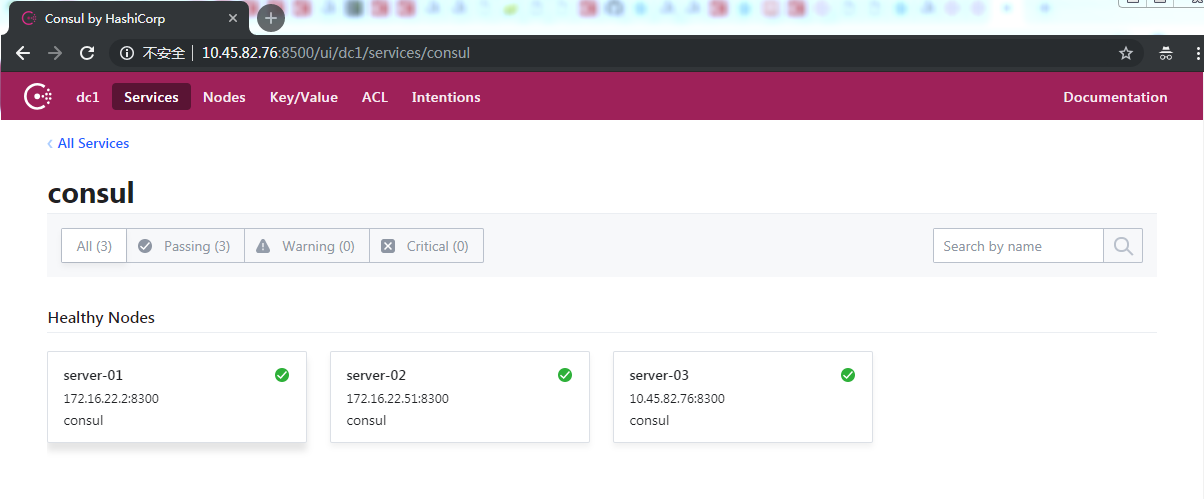 Consul by HashiCorp
不安全 10.45.82.76:8500/ui/dc1/services/consul
dc1 Services Nodes Key/Value ACL Intentions Documentation
All Services
consul
All (3) Passing (3) Warning (0) Critical (0) Search by name
Healthy Nodes
server-01 server-02 server-03
172.16.22.2:8300 172.16.22.51:8300 10.45.82.76:8300
consul consul consul